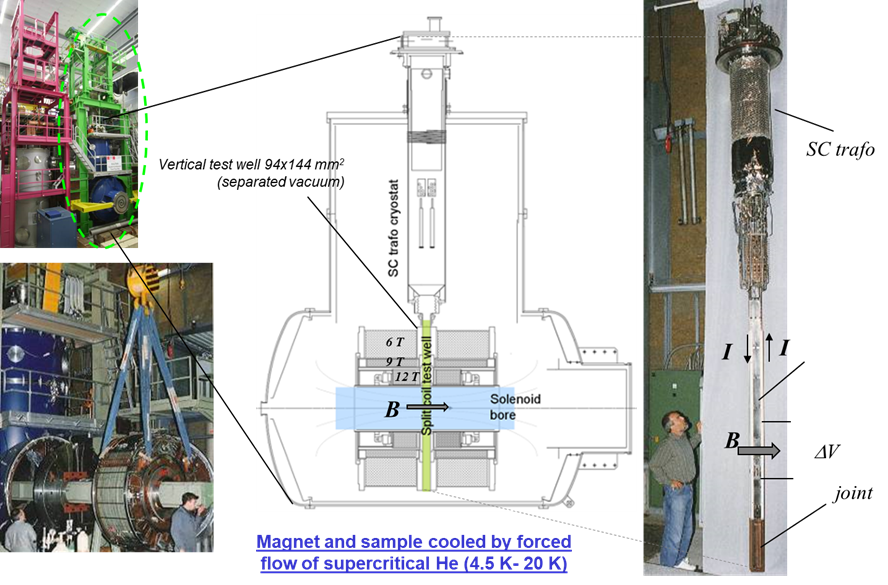 Vertical test well 94x144 mm²
(separated vacuum)
SC trafo cryostat
SC trafo
6 T
9 T
12 T
Split coil test well
B
Solenoid
bore
I
I
B
ΔV
joint
Magnet and sample cooled by forced
flow of supercritical He (4.5 K- 20 K)